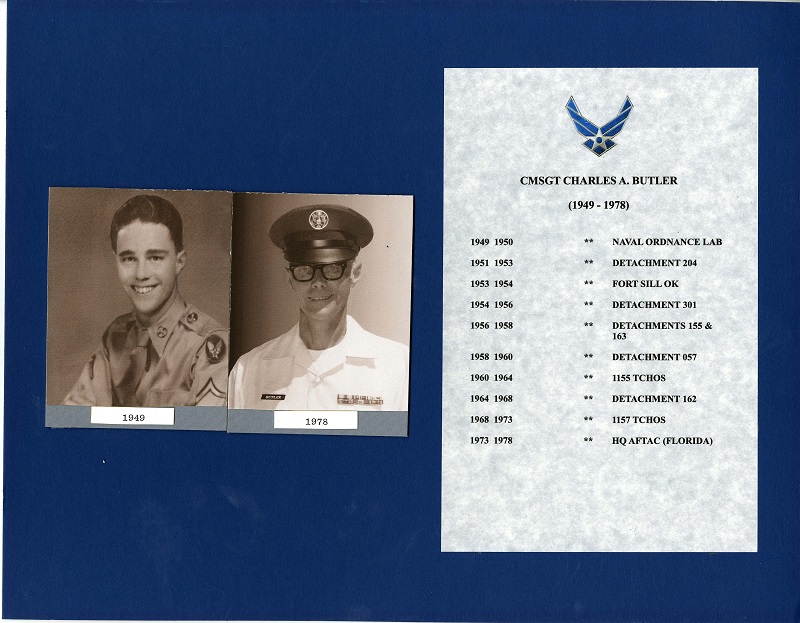 CMSGT CHARLES A. BUTLER
(1949 - 1978)
1949 1950 ** NAVAL ORDNANCE LAB
1951 1953 ** DETACHMENT 204
1953 1954 ** FORT SILL OK
1954 1956 ** DETACHMENT 301
1956 1958 ** DETACHMENTS 155 &
163
1958 1960 ** DETACHMENT 057
1960 1964 ** 1155 TCHOS
1964 1968 ** DETACHMENT 162
1968 1973 ** 1157 TCHOS
1973 1978 ** HQ AFTAC (FLORIDA)
BUTLER
1949
1978